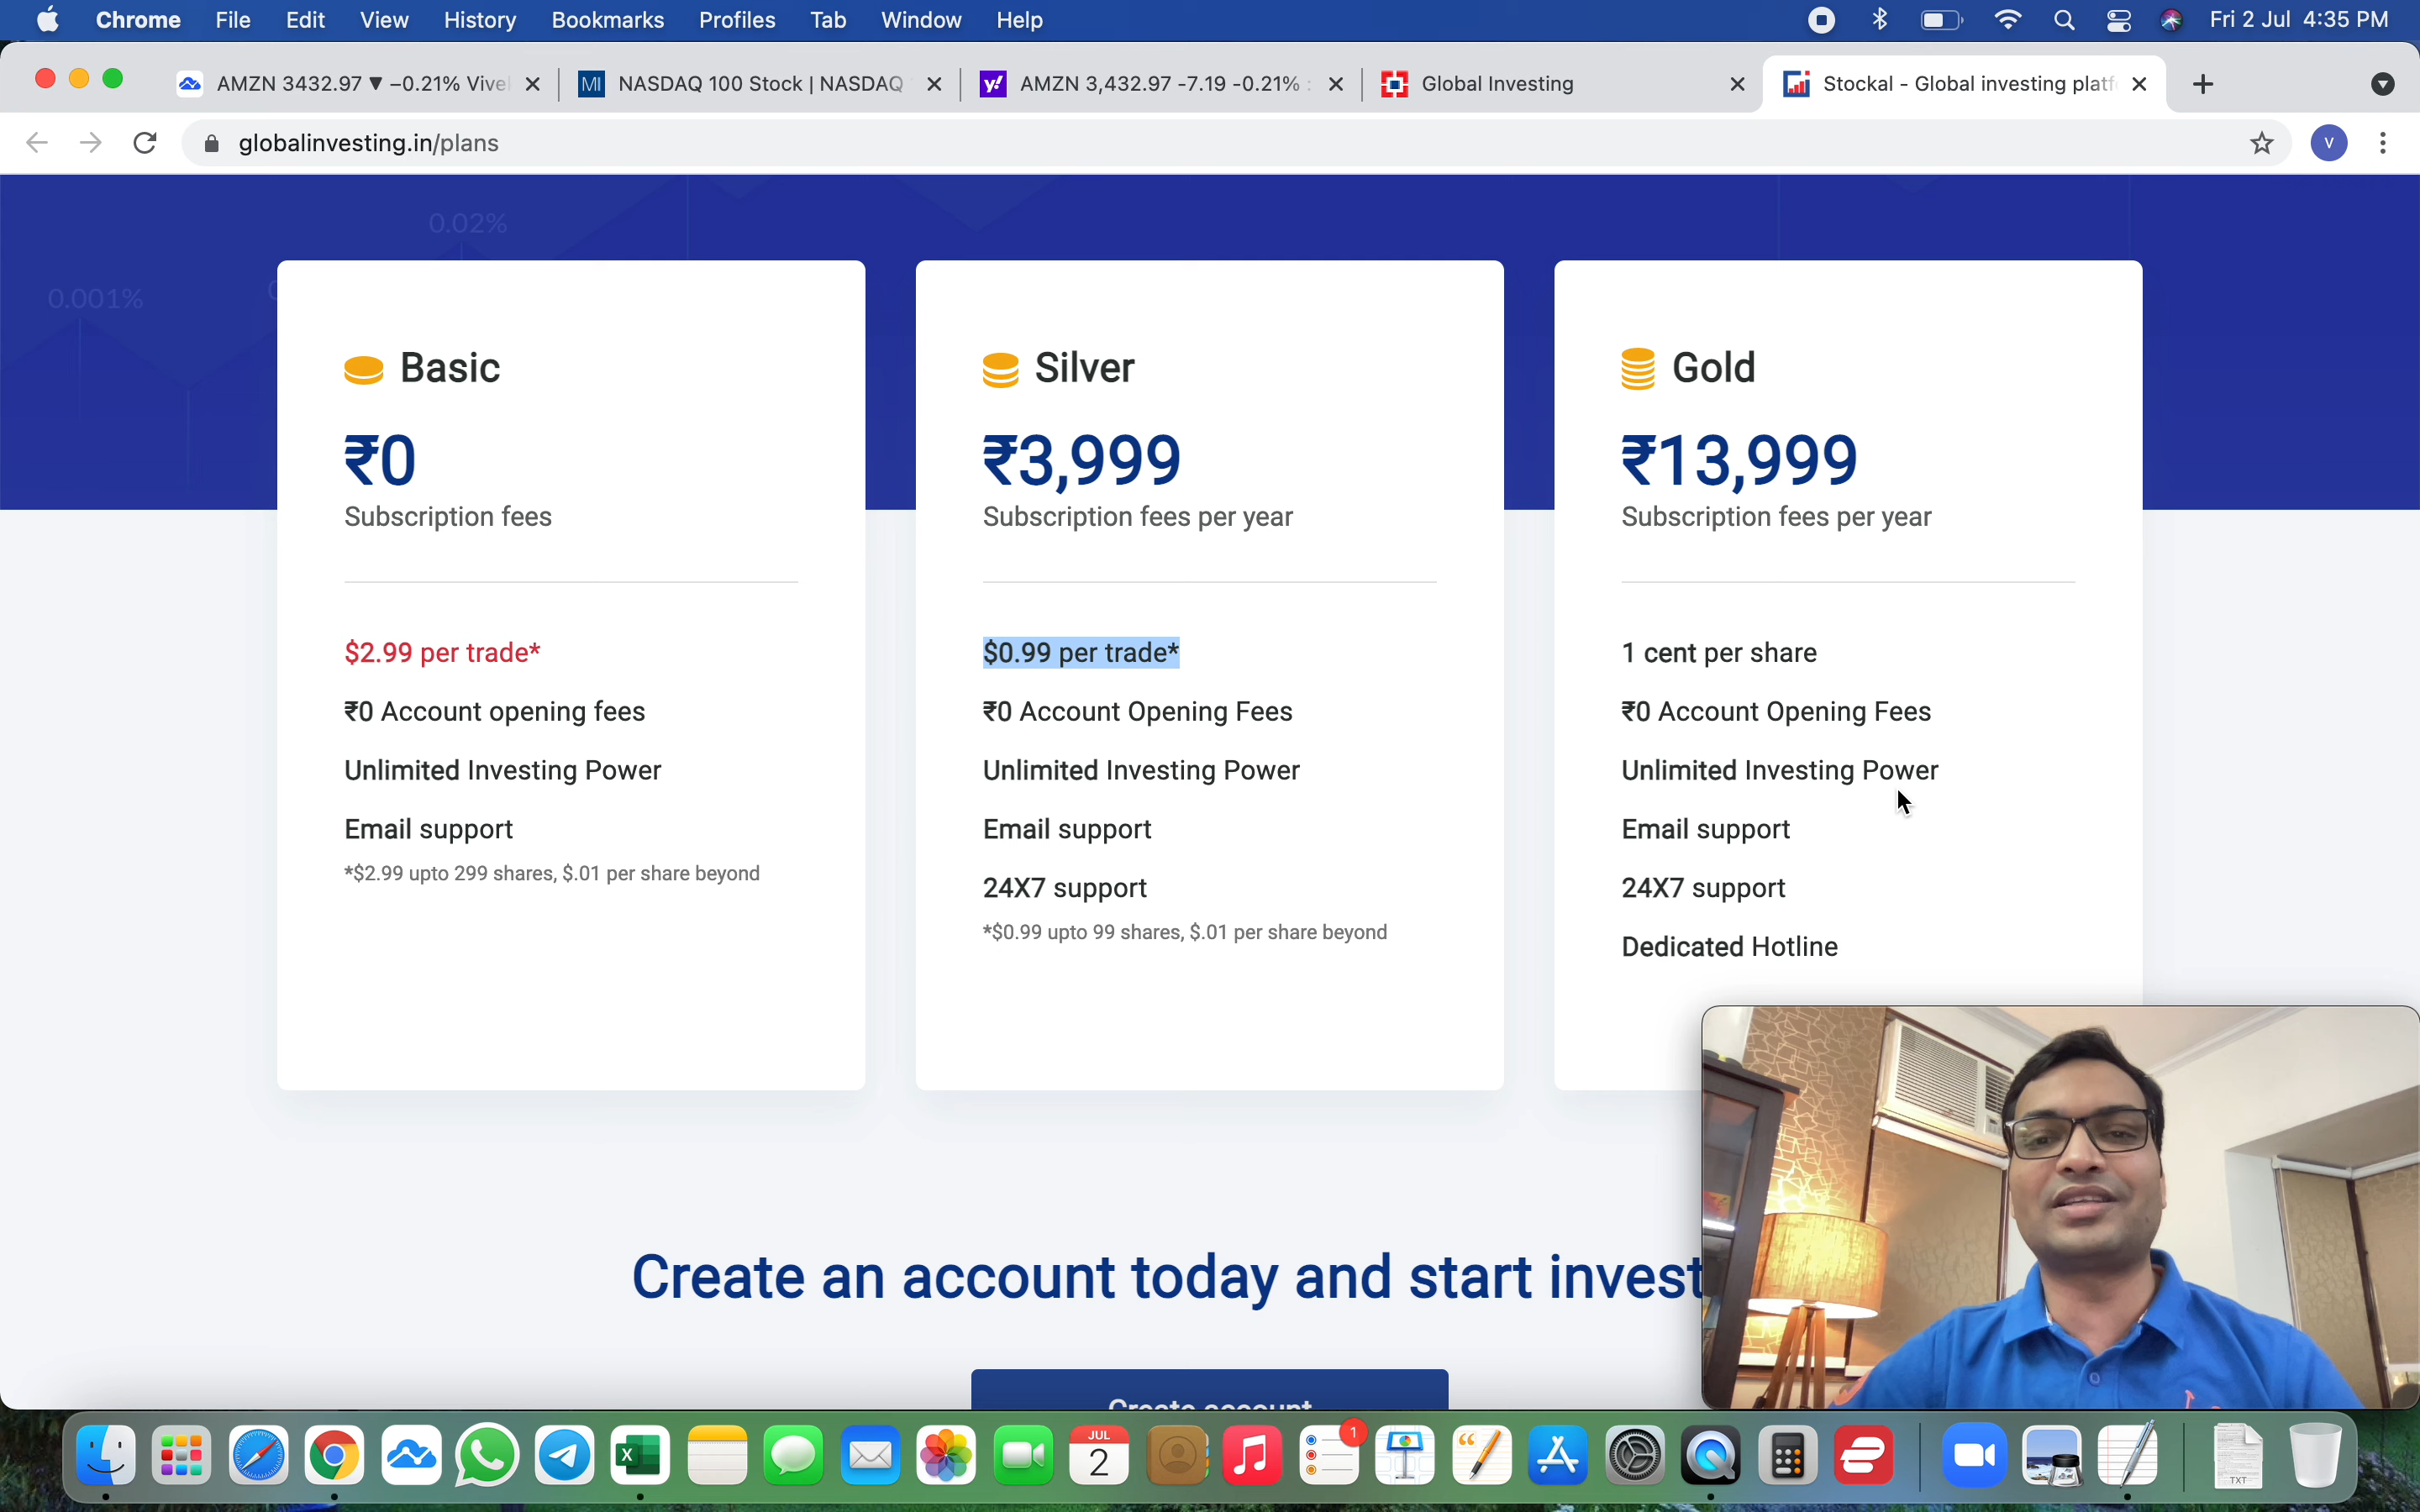 Chrome File Edit View History Bookmarks Profiles Tab Window Help Fri 2 Jul 4:35 PM
AMZN 3432.97 ▼ −0.21% Vive
MI NASDAQ 100 Stock | NASDAQ
y! AMZN 3,432.97 -7.19 -0.21% :
Global Investing
Stockal - Global investing platf
globalinvesting.in/plans
V
0.02%
0.001%
Basic
₹0
Subscription fees
$2.99 per trade*
₹0 Account opening fees
Unlimited Investing Power
Email support
*$2.99 upto 299 shares, $.01 per share beyond
Silver
₹3,999
Subscription fees per year
$0.99 per trade*
₹0 Account Opening Fees
Unlimited Investing Power
Email support
24X7 support
*$0.99 upto 99 shares, $.01 per share beyond
Gold
₹13,999
Subscription fees per year
1 cent per share
₹0 Account Opening Fees
Unlimited Investing Power
Email support
24X7 support
Dedicated Hotline
Create an account today and start invest
Create account
X
JUL
2
1
TXT